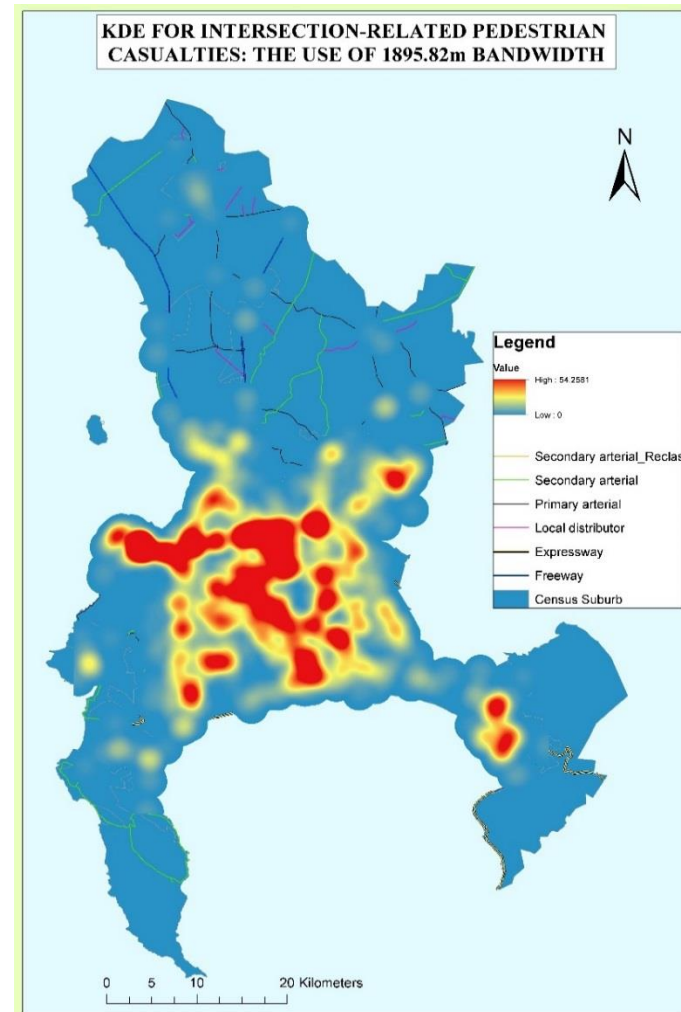 KDE FOR INTERSECTION-RELATED PEDESTRIAN
CASUALTIES: THE USE OF 1895.82m BANDWIDTH
N
Legend
Value
High : 54.2581
Low : 0
Secondary arterial_Reclas
Secondary arterial
Primary arterial
Local distributor
Expressway
Freeway
Census Suburb
0 5 10 20 Kilometers